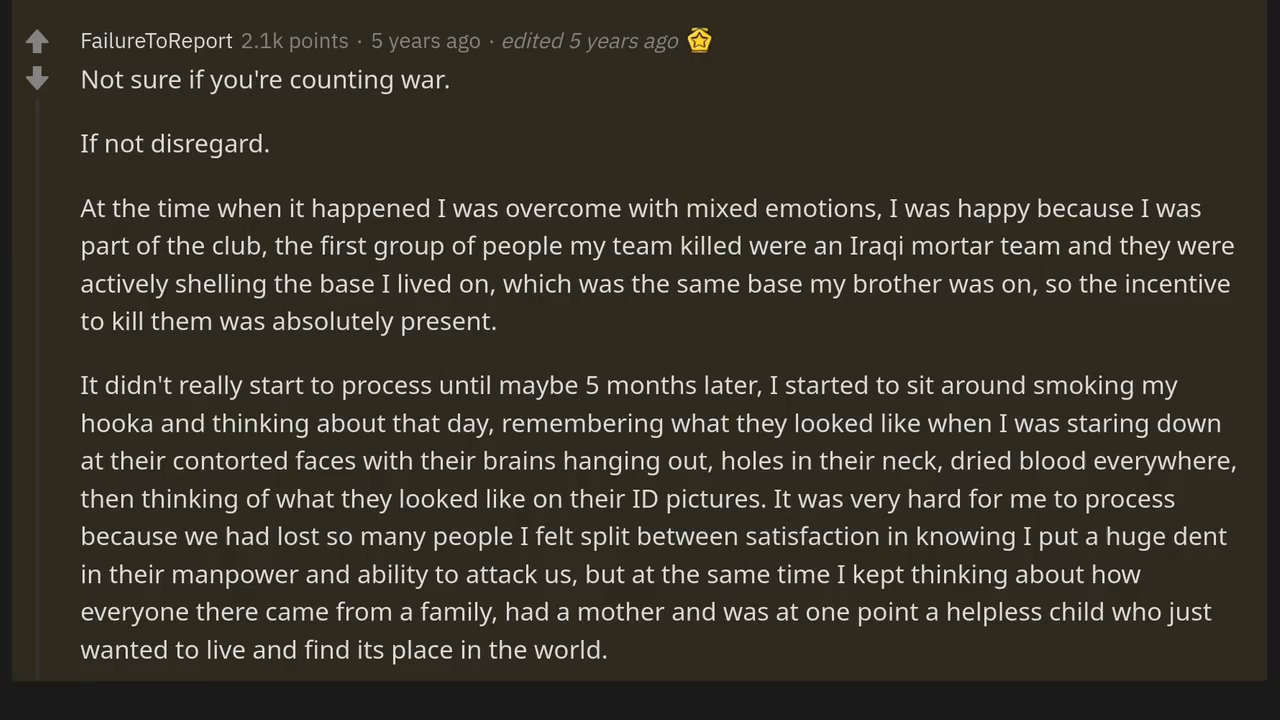 FailureToReport 2.1k points · 5 years ago · edited 5 years ago
Not sure if you're counting war.
If not disregard.
At the time when it happened I was overcome with mixed emotions, I was happy because I was
part of the club, the first group of people my team killed were an Iraqi mortar team and they were
actively shelling the base I lived on, which was the same base my brother was on, so the incentive
to kill them was absolutely present.
It didn't really start to process until maybe 5 months later, I started to sit around smoking my
hooka and thinking about that day, remembering what they looked like when I was staring down
at their contorted faces with their brains hanging out, holes in their neck, dried blood everywhere,
then thinking of what they looked like on their ID pictures. It was very hard for me to process
because we had lost so many people I felt split between satisfaction in knowing I put a huge dent
in their manpower and ability to attack us, but at the same time I kept thinking about how
everyone there came from a family, had a mother and was at one point a helpless child who just
wanted to live and find its place in the world.